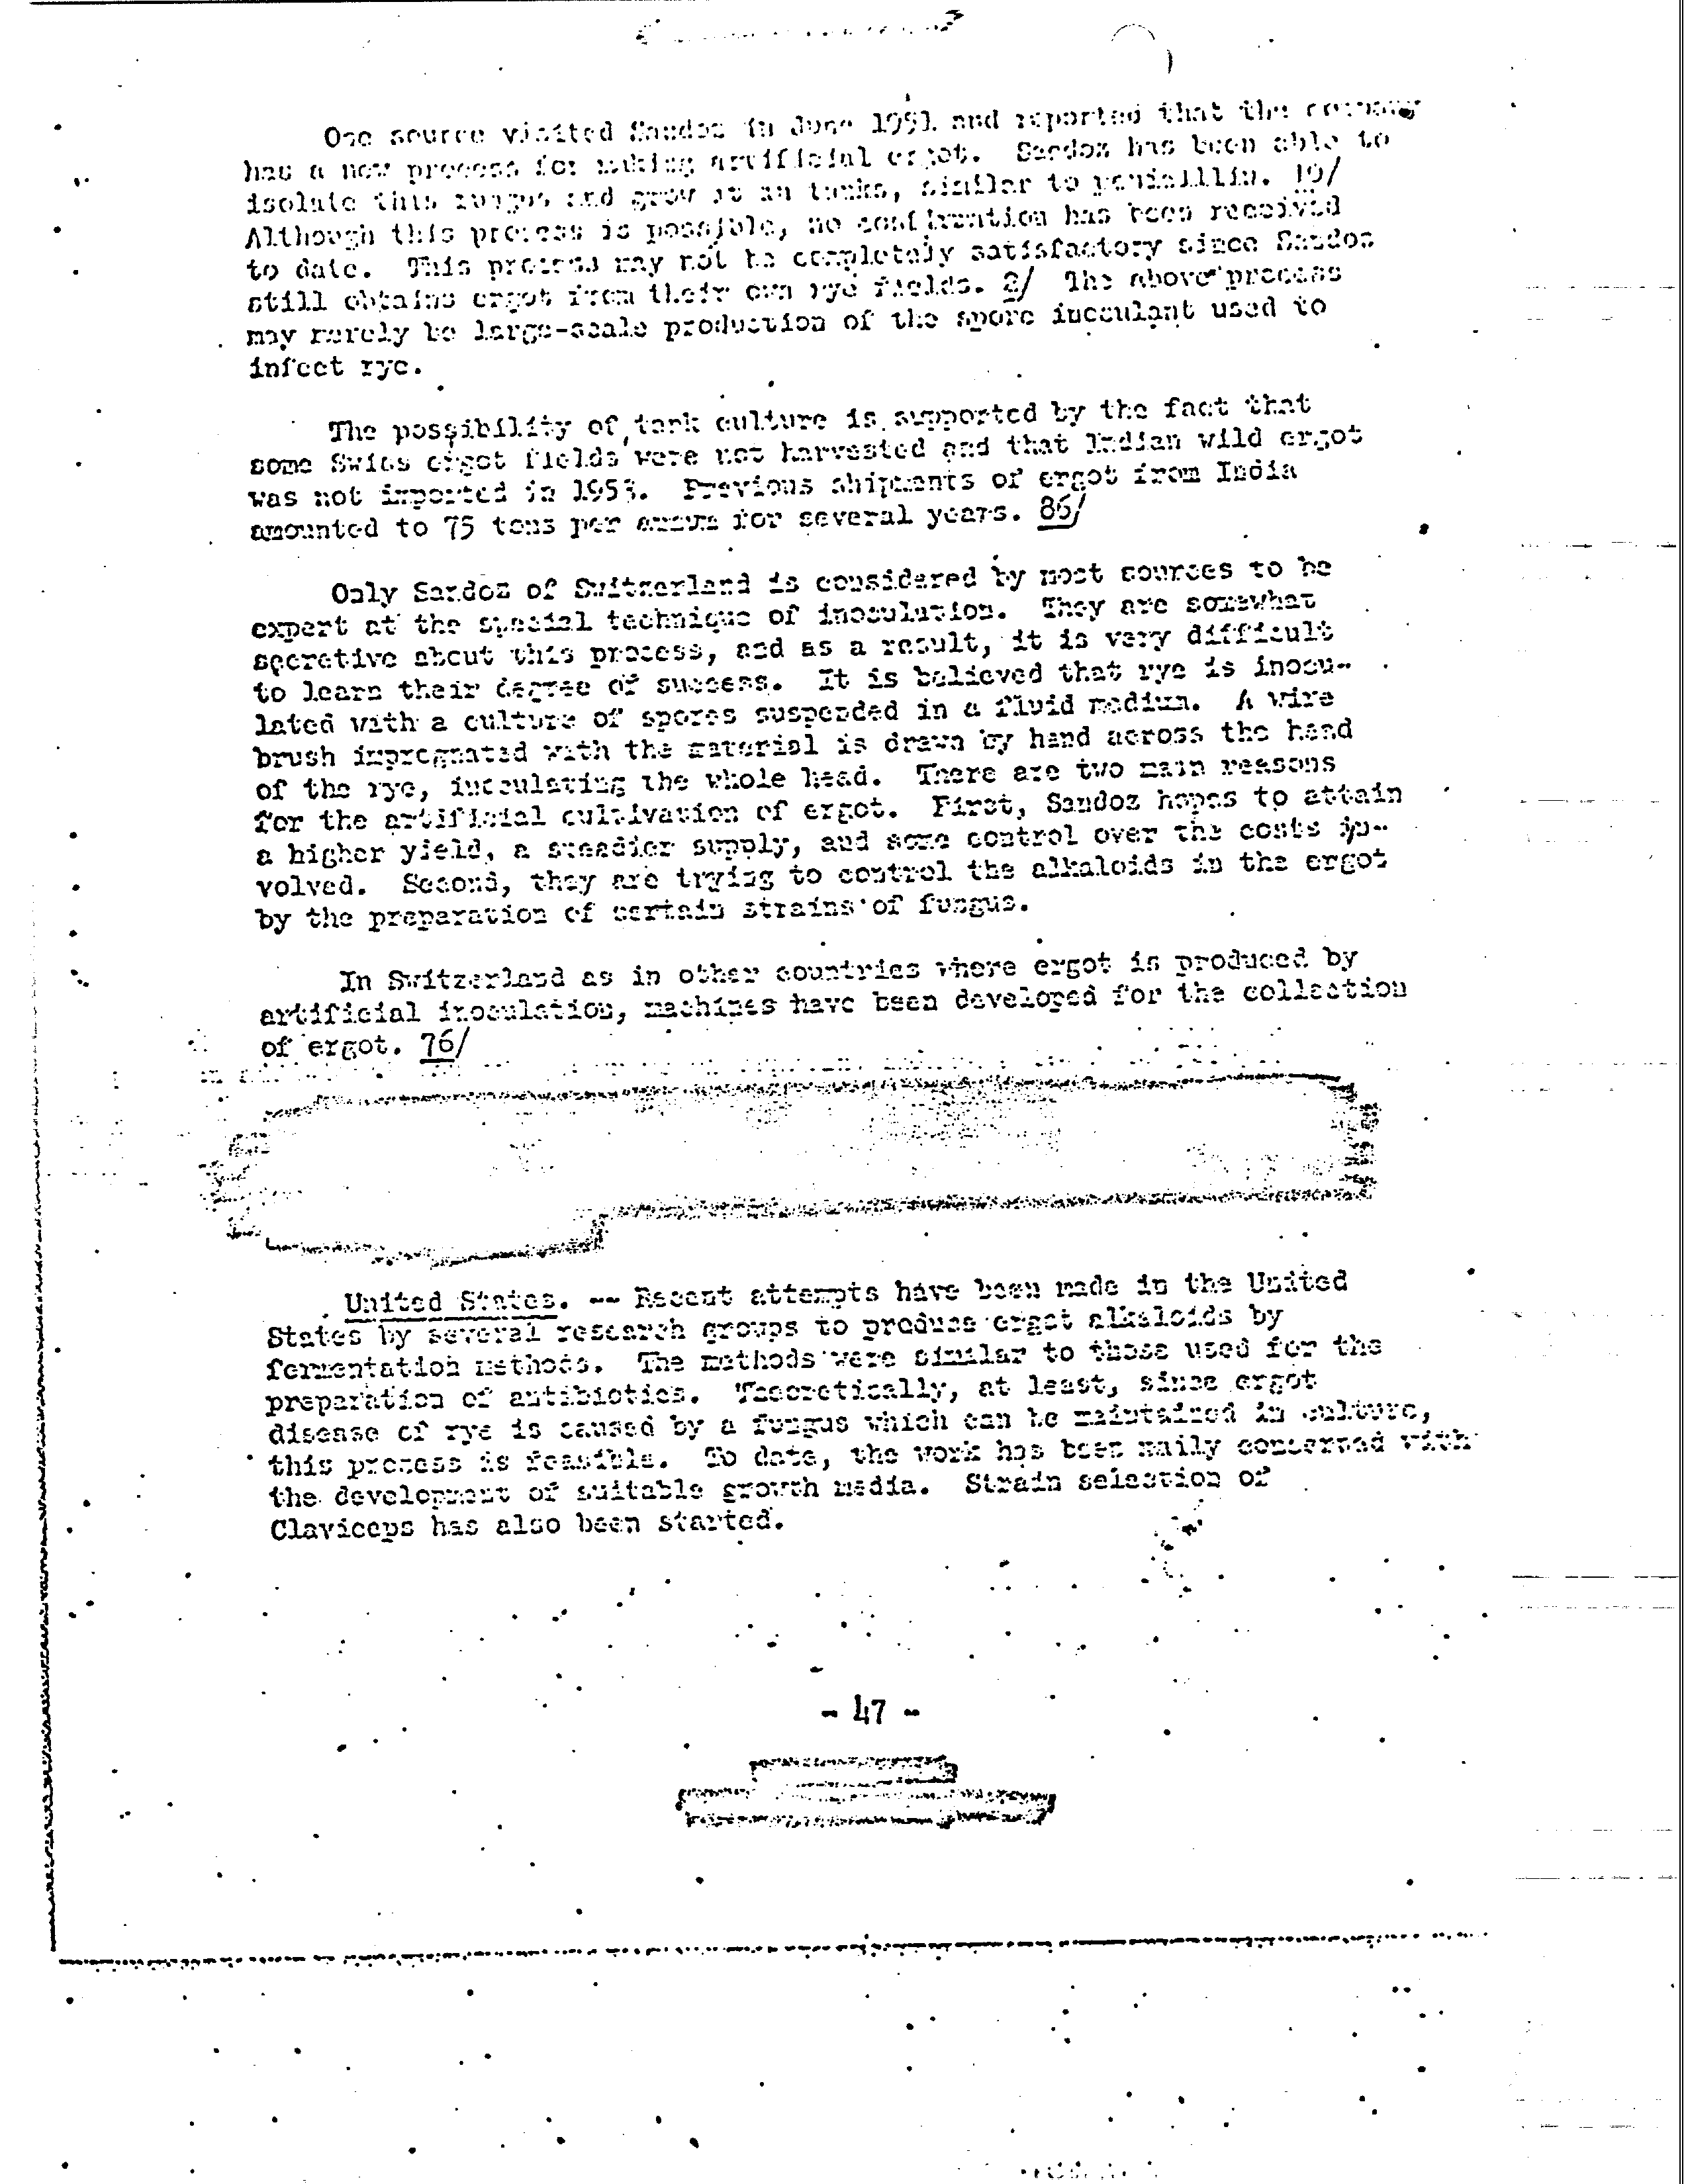 One source visited Sandoz in June 1951 and reported that the company
has a new process for making artificial ergot. Sandoz has been able to
isolate this fungus and grow it in tanks, similar to penicillin. 19/
Although this process is possible, no confirmation has been received
to date. This process may not be completely satisfactory since Sandoz
still obtains ergot from their own rye fields. 2/ The above process
may merely be large-scale production of the spore inoculant used to
infect rye.
The possibility of tank culture is supported by the fact that
some Swiss ergot fields were not harvested and that Indian wild ergot
was not imported in 1953. Previous shipments of ergot from India
amounted to 75 tons per annum for several years. 86/
Only Sandoz of Switzerland is considered by most sources to be
expert at the special technique of inoculation. They are somewhat
secretive about this process, and as a result, it is very difficult
to learn their degree of success. It is believed that rye is inocu-
lated with a culture of spores suspended in a fluid medium. A wire
brush impregnated with the material is drawn by hand across the head
of the rye, inoculating the whole head. There are two main reasons
for the artificial cultivation of ergot. First, Sandoz hopes to attain
a higher yield, a steadier supply, and some control over the costs in-
volved. Second, they are trying to control the alkaloids in the ergot
by the preparation of certain strains of fungus.
In Switzerland as in other countries where ergot is produced by
artificial inoculation, machines have been developed for the collection
of ergot. 76/
United States. -- Recent attempts have been made in the United
States by several research groups to produce ergot alkaloids by
fermentation methods. The methods were similar to those used for the
preparation of antibiotics. Theoretically, at least, since ergot
disease of rye is caused by a fungus which can be maintained in culture,
this process is feasible. To date, the work has been maily concerned with
the development of suitable growth media. Strain selection of
Claviceps has also been started.
- 47 -